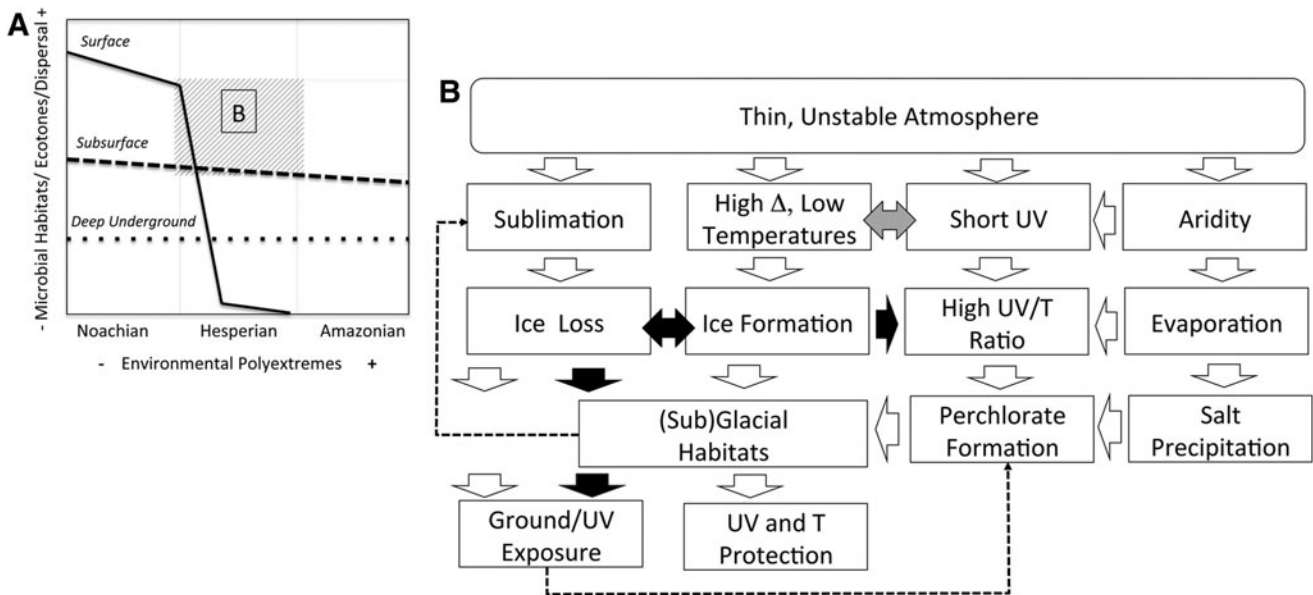 A
- Microbial Habitats/ Ecotones/Dispersal +
Surface
B
Subsurface
Deep Underground
Noachian Hesperian Amazonian
- Environmental Polyextremes +
B
Thin, Unstable Atmosphere
Sublimation
High Δ, Low
Temperatures
Short UV
Aridity
Ice Loss
Ice Formation
High UV/T
Ratio
Evaporation
(Sub)Glacial
Habitats
Perchlorate
Formation
Salt
Precipitation
Ground/UV
Exposure
UV and T
Protection